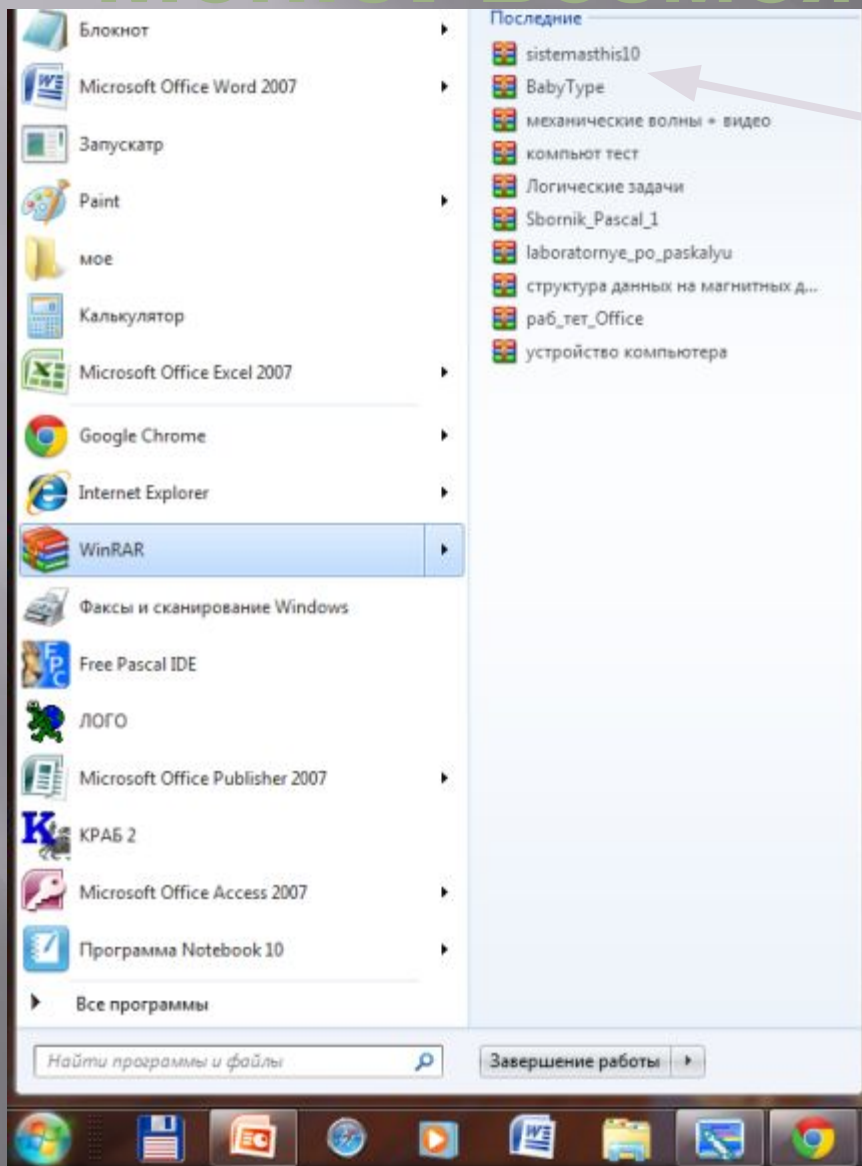 Блокнот
Microsoft Office Word 2007
Запускатр
Paint
мое
Калькулятор
Microsoft Office Excel 2007
Google Chrome
Internet Explorer
WinRAR
Факсы и сканирование Windows
Free Pascal IDE
ЛОГО
Microsoft Office Publisher 2007
КРАБ 2
Microsoft Office Access 2007
Программа Notebook 10
Все программы
Найти программы и файлы
Последние
sistemasthis10
BabyType
механические волны + видео
компьют тест
Логические задачи
Sbornik_Pascal_1
laboratornye_po_paskalyu
структура данных на магнитных д...
раб_тет_Office
устройство компьютера
Завершение работы